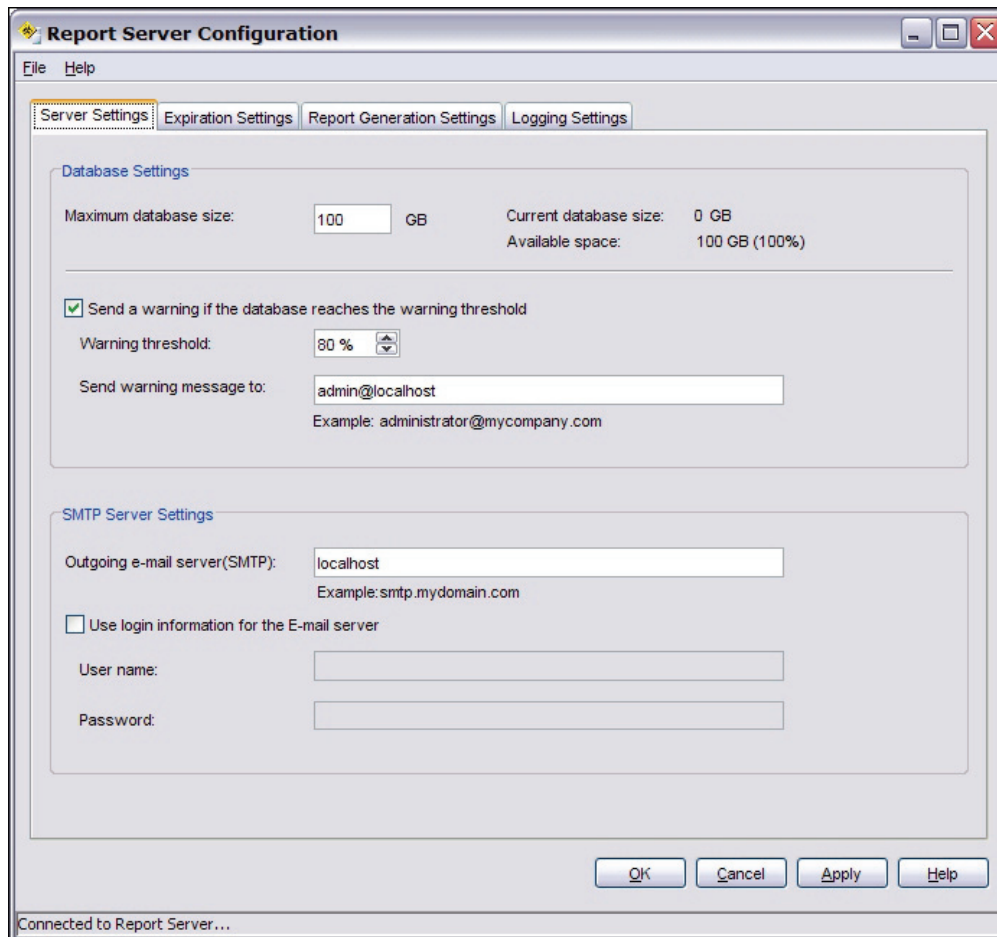 Report Server Configuration
File Help
Server Settings Expiration Settings Report Generation Settings Logging Settings
Database Settings
Maximum database size: 100 GB Current database size: 0 GB
Available space: 100 GB (100%)
Send a warning if the database reaches the warning threshold
Warning threshold: 80 %
Send warning message to: admin@localhost
Example: administrator@mycompany.com
SMTP Server Settings
Outgoing e-mail server(SMTP): localhost
Example:smtp.mydomain.com
Use login information for the E-mail server
User name:
Password:
OK Cancel Apply Help
Connected to Report Server...